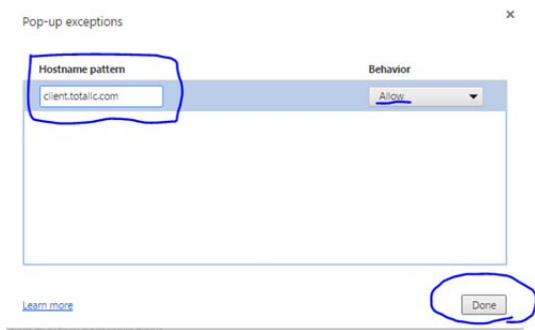 Pop-up exceptions
Hostname pattern Behavior
client.totalic.com Allow
Learn more Done